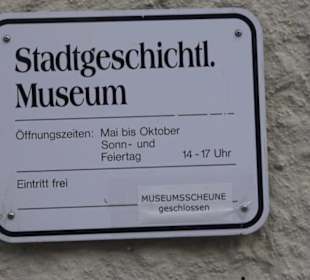 Stadtgeschichtl.
Museum
Öffnungszeiten: Mai bis Oktober
Sonn- und
Feiertag 14-17 Uhr
Eintritt frei
MUSEUMSSCHEUNE
geschlossen